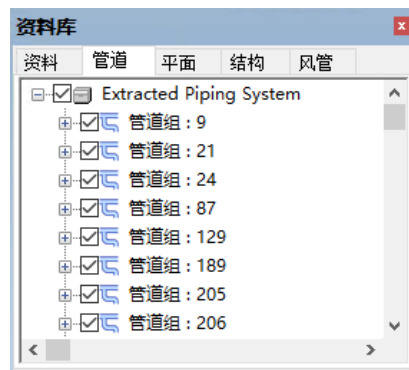 资料库
资料 管道 平面 结构 风管
Extracted Piping System
管道组 : 9
管道组 : 21
管道组 : 24
管道组 : 87
管道组 : 129
管道组 : 189
管道组 : 205
管道组 : 206